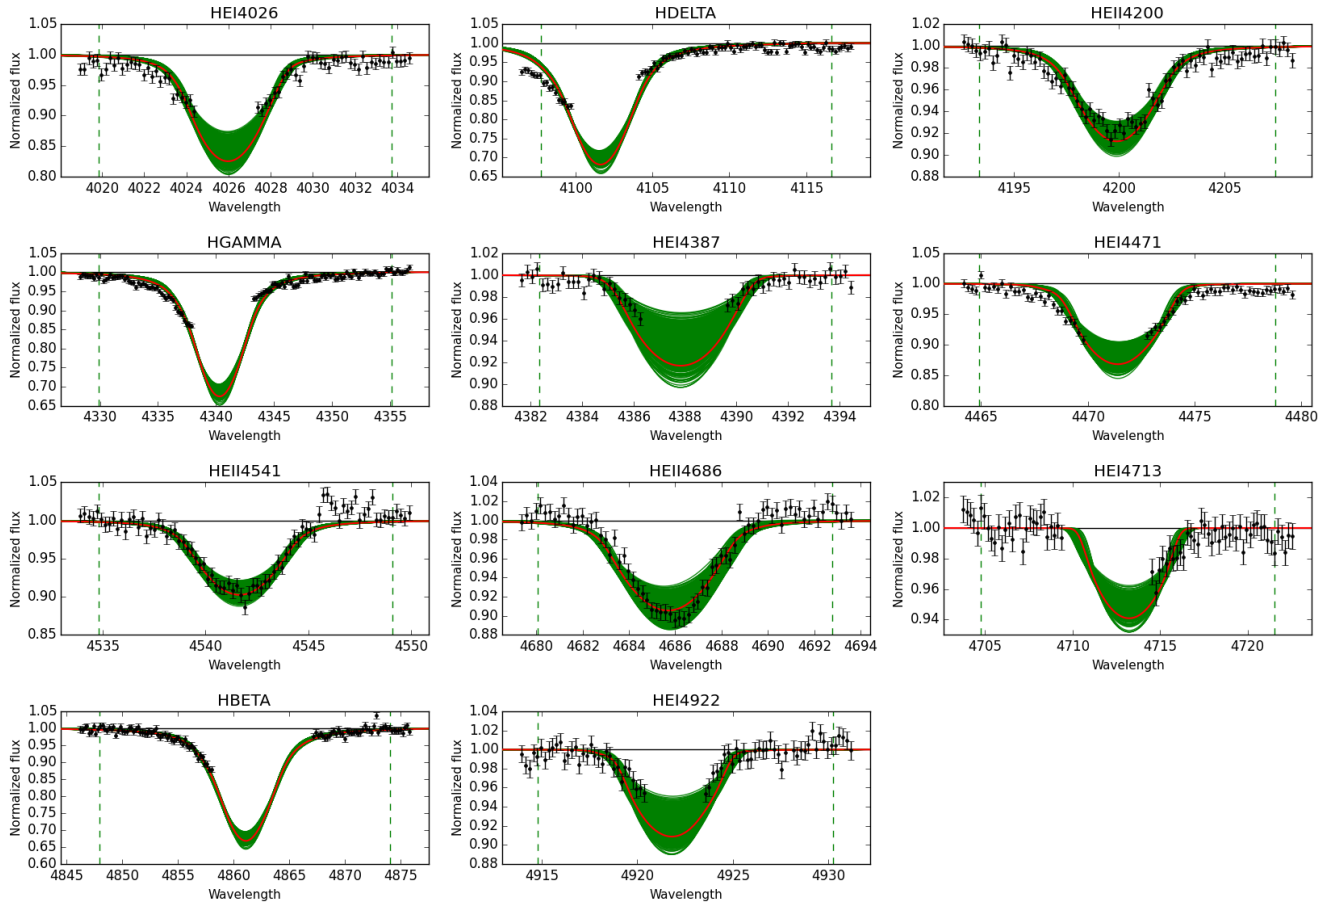 HEI4026
1.05
1.00
0.95
0.90
0.85
0.80
Normalized flux
4020 4022 4024 4026 4028 4030 4032 4034
Wavelength
HDELTA
1.05
1.00
0.95
0.90
0.85
0.80
0.75
0.70
0.65
Normalized flux
4100 4105 4110 4115
Wavelength
HEII4200
1.02
1.00
0.98
0.96
0.94
0.92
0.90
0.88
Normalized flux
4195 4200 4205
Wavelength
HGAMMA
1.05
1.00
0.95
0.90
0.85
0.80
0.75
0.70
0.65
Normalized flux
4330 4335 4340 4345 4350 4355
Wavelength
HEI4387
1.02
1.00
0.98
0.96
0.94
0.92
0.90
0.88
Normalized flux
4382 4384 4386 4388 4390 4392 4394
Wavelength
HEI4471
1.05
1.00
0.95
0.90
0.85
0.80
Normalized flux
4465 4470 4475 4480
Wavelength
HEII4541
1.05
1.00
0.95
0.90
0.85
Normalized flux
4535 4540 4545 4550
Wavelength
HEII4686
1.04
1.02
1.00
0.98
0.96
0.94
0.92
0.90
0.88
Normalized flux
4680 4682 4684 4686 4688 4690 4692 4694
Wavelength
HEI4713
1.03
1.02
1.00
0.98
0.96
0.94
Normalized flux
4705 4710 4715 4720
Wavelength
HBETA
1.05
1.00
0.95
0.90
0.85
0.80
0.75
0.70
0.65
0.60
Normalized flux
4845 4850 4855 4860 4865 4870 4875
Wavelength
HEI4922
1.04
1.02
1.00
0.98
0.96
0.94
0.92
0.90
0.88
Normalized flux
4915 4920 4925 4930
Wavelength